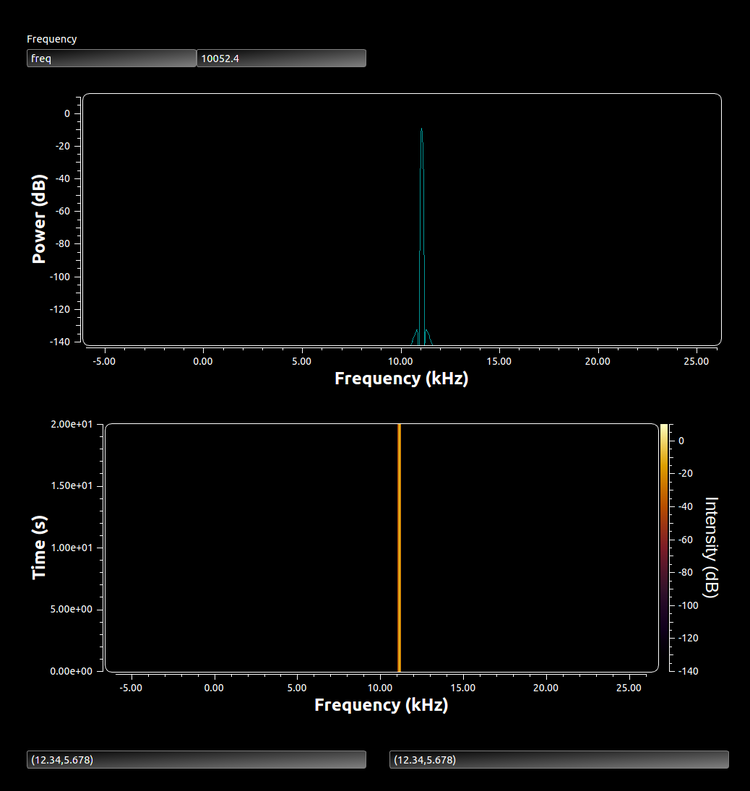 Frequency
freq
10052.4
0
-20
-40
-60
-80
-100
-120
-140
Power (dB)
-5.00 0.00 5.00 10.00 15.00 20.00 25.00
Frequency (kHz)
2.00e+01
1.50e+01
1.00e+01
5.00e+00
0.00e+00
Time (s)
-5.00 0.00 5.00 10.00 15.00 20.00 25.00
Frequency (kHz)
0
-20
-40
-60
-80
-100
-120
-140
Intensity (dB)
(12.34,5.678)
(12.34,5.678)